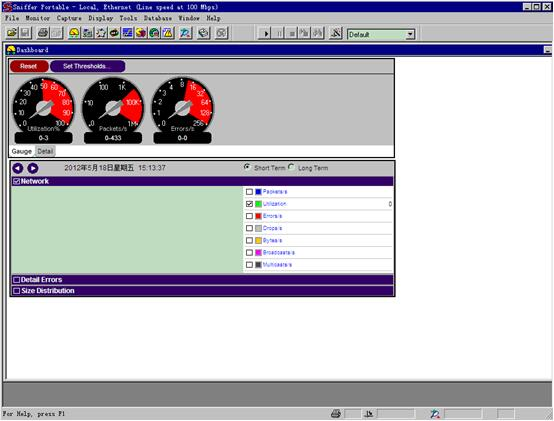 Sniffer Portable - Local, Ethernet (Line speed at 100 Mbps)
File Monitor Capture Display Tools Database Window Help
Default
Dashboard
Reset Set Thresholds...
0 10 20 30 40 50 60 70 80 90 100
Utilization%
0-3
0 10 100 1K 10K 100K 1M
Packets/s
0-433
0 2 4 8 16 32 64 128 256
Errors/s
0-0
Gauge Detail
2012年5月18日星期五 15:13:37 Short Term Long Term
Network
Packets/s
Utilization 0
Errors/s
Drops/s
Bytes/s
Broadcasts/s
Multicasts/s
Detail Errors
Size Distribution
For Help, press F1